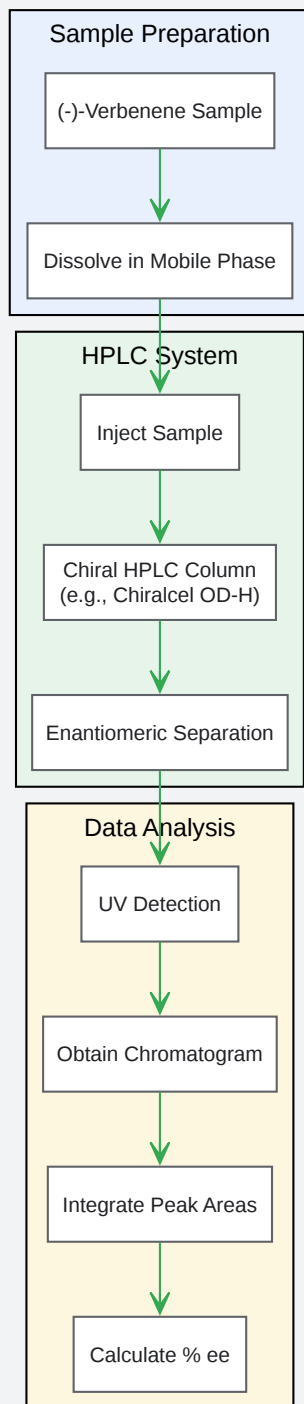 Sample Preparation
(-)-Verbenene Sample
Dissolve in Mobile Phase
HPLC System
Inject Sample
Chiral HPLC Column
(e.g., Chiralcel OD-H)
Enantiomeric Separation
Data Analysis
UV Detection
Obtain Chromatogram
Integrate Peak Areas
Calculate % ee